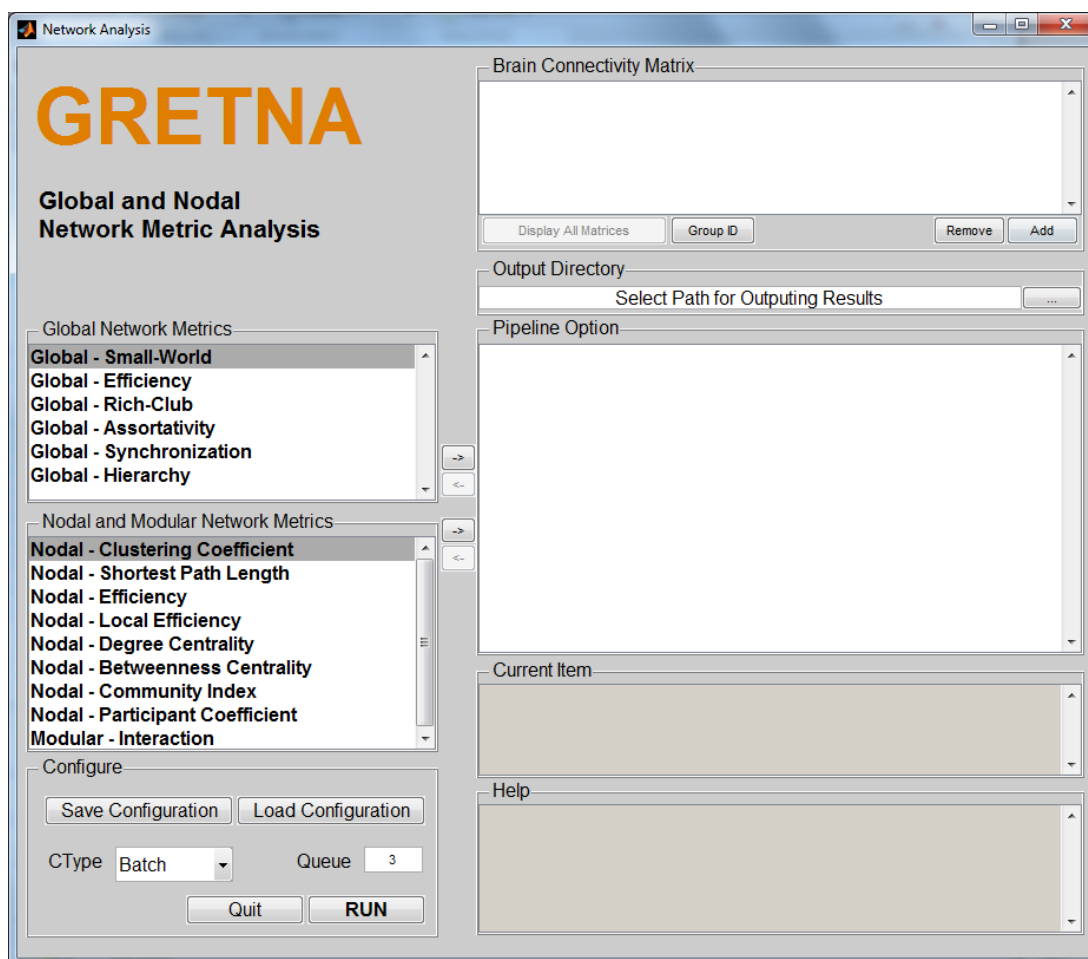 Network Analysis
GRETNA
Global and Nodal
Network Metric Analysis
Brain Connectivity Matrix
Display All Matrices
Group ID
Remove
Add
Output Directory
Select Path for Outputing Results
...
Global Network Metrics
Global - Small-World
Global - Efficiency
Global - Rich-Club
Global - Assortativity
Global - Synchronization
Global - Hierarchy
->
<-
Nodal and Modular Network Metrics
Nodal - Clustering Coefficient
Nodal - Shortest Path Length
Nodal - Efficiency
Nodal - Local Efficiency
Nodal - Degree Centrality
Nodal - Betweenness Centrality
Nodal - Community Index
Nodal - Participant Coefficient
Modular - Interaction
->
<-
Configure
Save Configuration
Load Configuration
CType
Batch
Queue
3
Quit
RUN
Pipeline Option
Current Item
Help